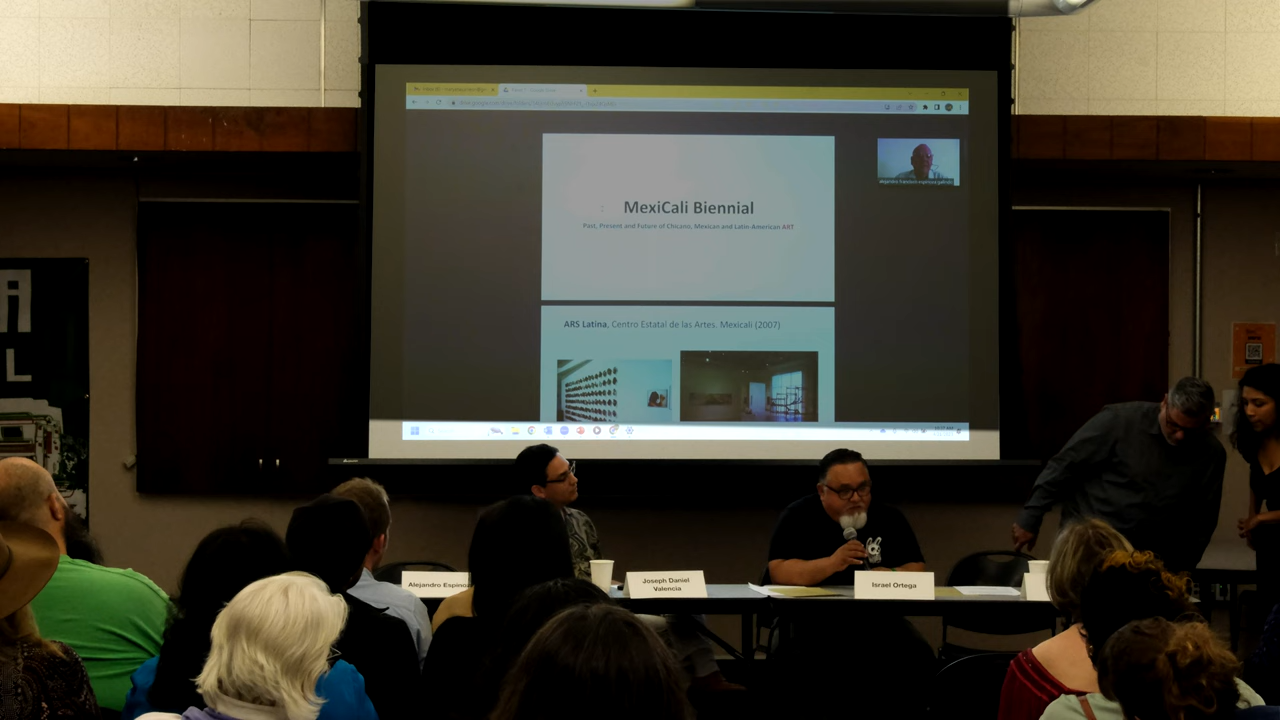 MexiCali Biennial
Past, Present and Future of Chicano, Mexican and Latin American ART
ARS Latina, Centro Estatal de las Artes. Mexicali (2007)
L
Alejandro Espino
Joseph Daniel
Valencia
Israel Ortega